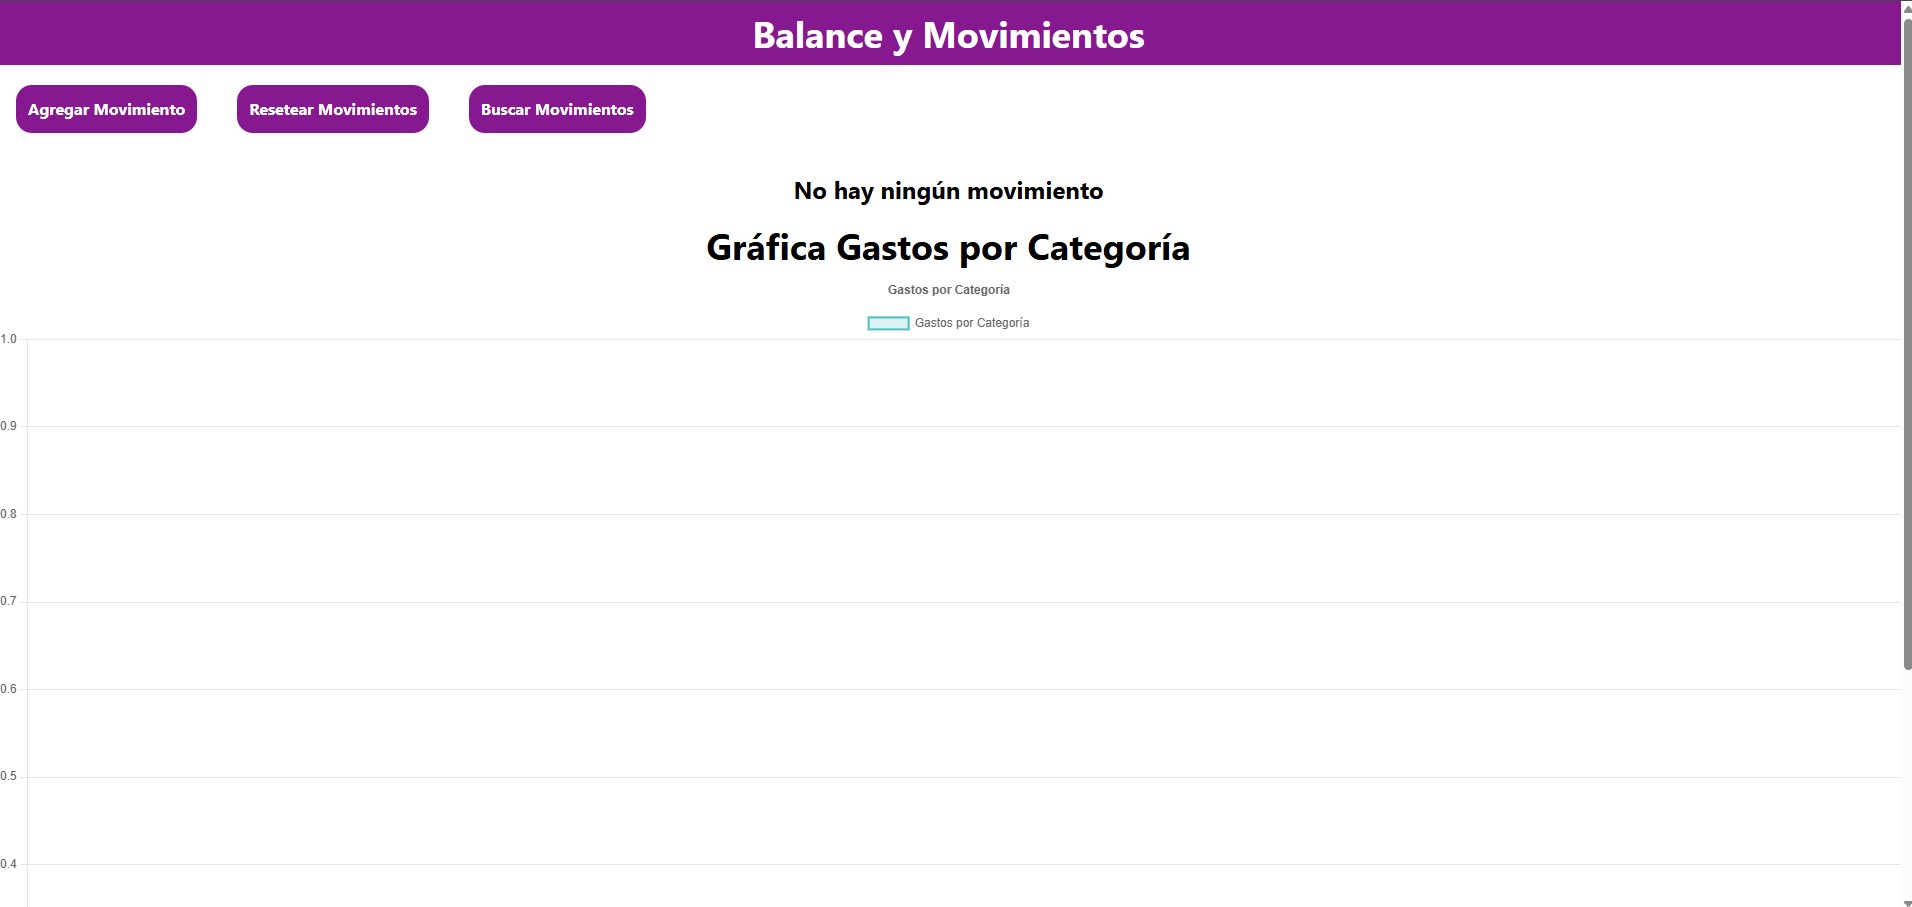 Balance y Movimientos
Agregar Movimiento
Resetear Movimientos
Buscar Movimientos
No hay ningún movimiento
Gráfica Gastos por Categoría
Gastos por Categoría
Gastos por Categoría
1.0
0.9
0.8
0.7
0.6
0.5
0.4